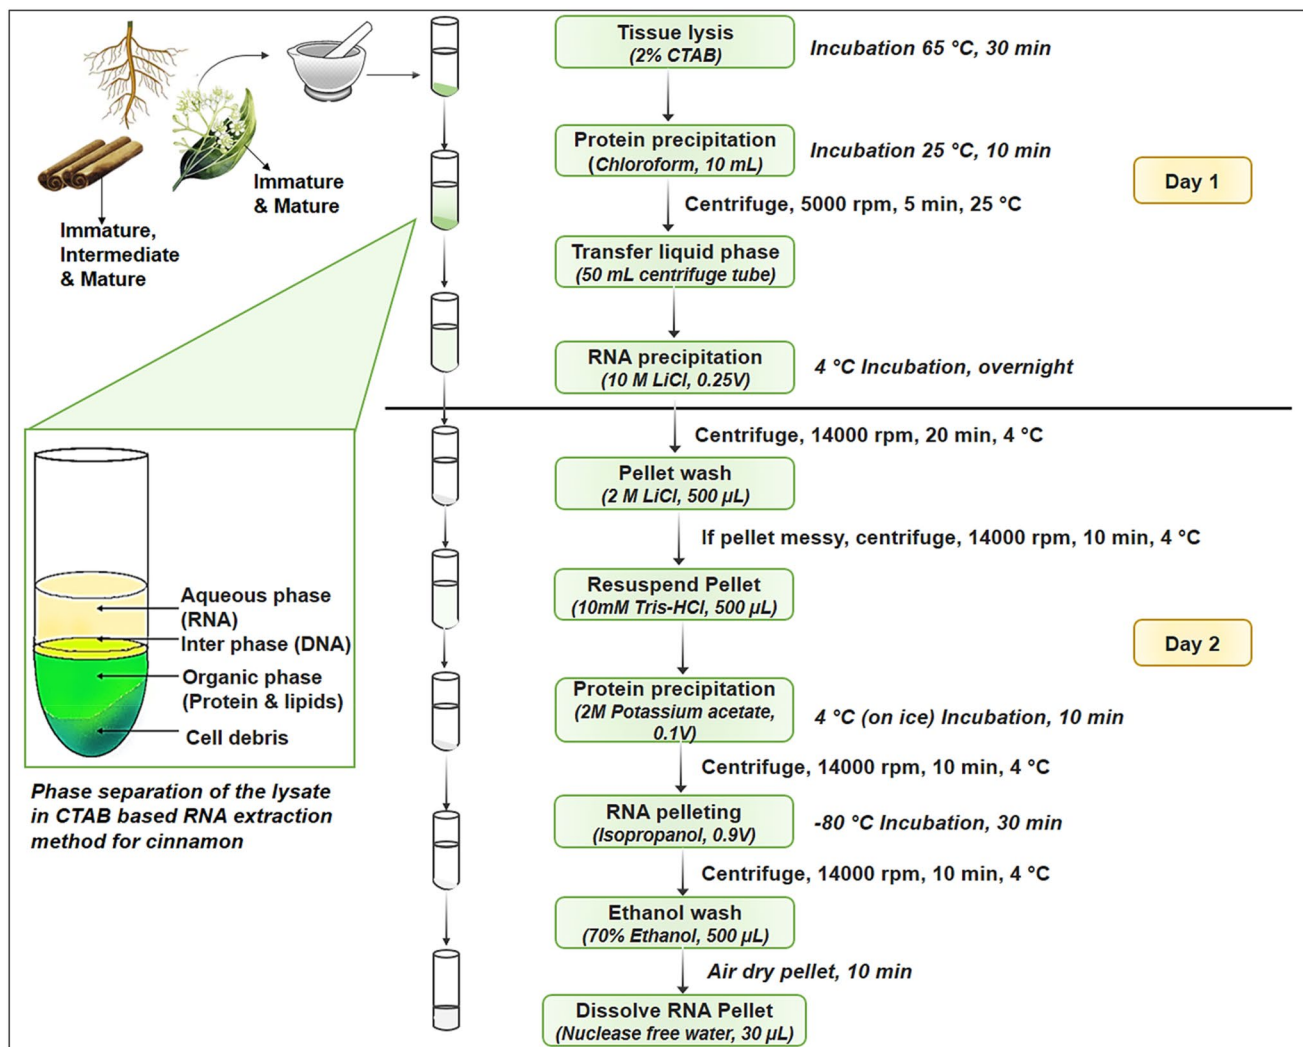 Immature
& Mature
Immature,
Intermediate
& Mature
Tissue lysis
(2% CTAB)
Incubation 65 °C, 30 min
Protein precipitation
(Chloroform, 10 mL)
Incubation 25 °C, 10 min
Day 1
Centrifuge, 5000 rpm, 5 min, 25 °C
Transfer liquid phase
(50 mL centrifuge tube)
RNA precipitation
(10 M LiCl, 0.25V)
4 °C Incubation, overnight
Centrifuge, 14000 rpm, 20 min, 4 °C
Pellet wash
(2 M LiCl, 500 µL)
If pellet messy, centrifuge, 14000 rpm, 10 min, 4 °C
Resuspend Pellet
(10mM Tris-HCl, 500 µL)
Day 2
Protein precipitation
(2M Potassium acetate,
0.1V)
4 °C (on ice) Incubation, 10 min
Centrifuge, 14000 rpm, 10 min, 4 °C
RNA pelleting
(Isopropanol, 0.9V)
-80 °C Incubation, 30 min
Centrifuge, 14000 rpm, 10 min, 4 °C
Ethanol wash
(70% Ethanol, 500 µL)
Air dry pellet, 10 min
Dissolve RNA Pellet
(Nuclease free water, 30 µL)
Aqueous phase
(RNA)
Inter phase (DNA)
Organic phase
(Protein & lipids)
Cell debris
Phase separation of the lysate
in CTAB based RNA extraction
method for cinnamon